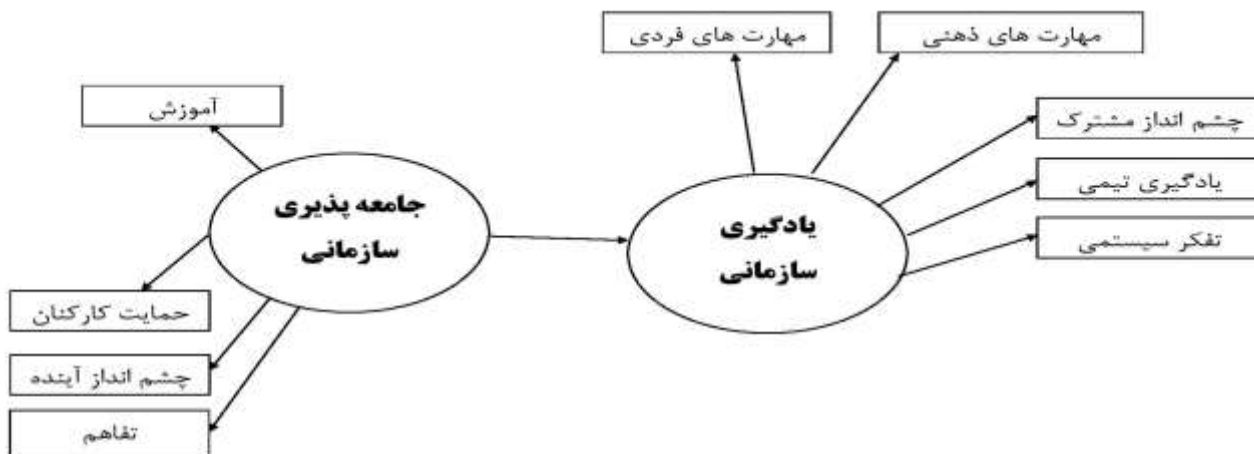 مهارت های ذهنی
مهارت های فردی
آموزش
چشم انداز مشترک
یادگیری تیمی
تفکر سیستمی
یادگیری
سازمانی
جامعه پذیری
سازمانی
حمایت کارکنان
چشم انداز آینده
تفاهم